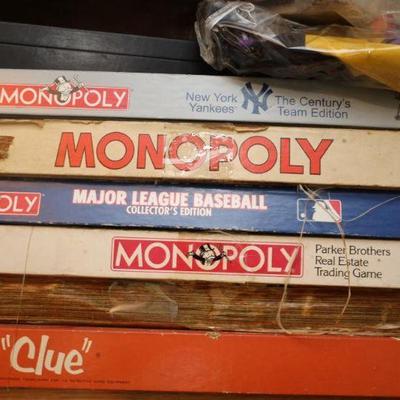 MONOPOLY
New York Yankees
The Century's Team Edition
MONOPOLY
OLY
MAJOR LEAGUE BASEBALL
COLLECTOR'S EDITION
MONOPOLY
Parker Brothers
Real Estate
Trading Game
"Clue"